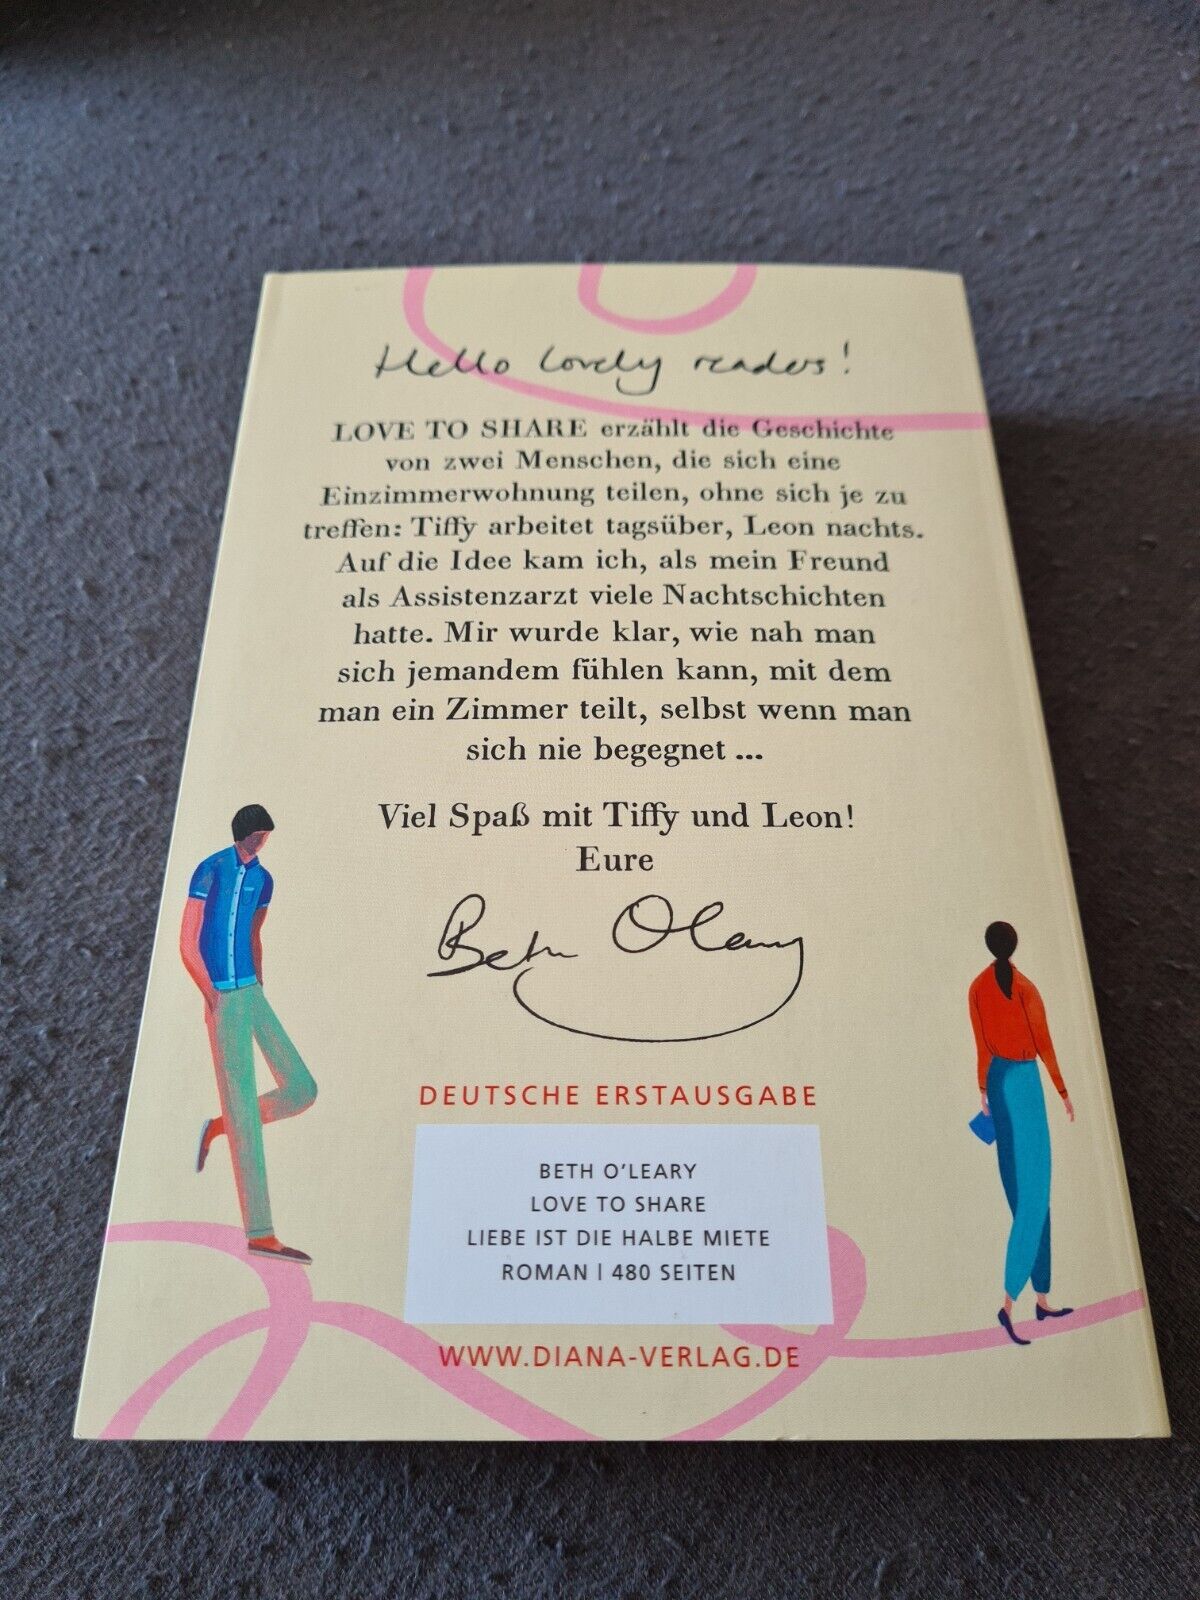 Hello lovely readers!
LOVE TO SHARE erzählt die Geschichte
von zwei Menschen, die sich eine
Einzimmerwohnung teilen, ohne sich je zu
treffen: Tiffy arbeitet tagsüber, Leon nachts.
Auf die Idee kam ich, als mein Freund
als Assistenzarzt viele Nachtschichten
hatte. Mir wurde klar, wie nah man
sich jemandem fühlen kann, mit dem
man ein Zimmer teilt, selbst wenn man
sich nie begegnet ...
Viel Spaß mit Tiffy und Leon!
Eure
Beth O'Leary
DEUTSCHE ERSTAUSGABE
BETH O'LEARY
LOVE TO SHARE
LIEBE IST DIE HALBE MIETE
ROMAN | 480 SEITEN
WWW.DIANA-VERLAG.DE